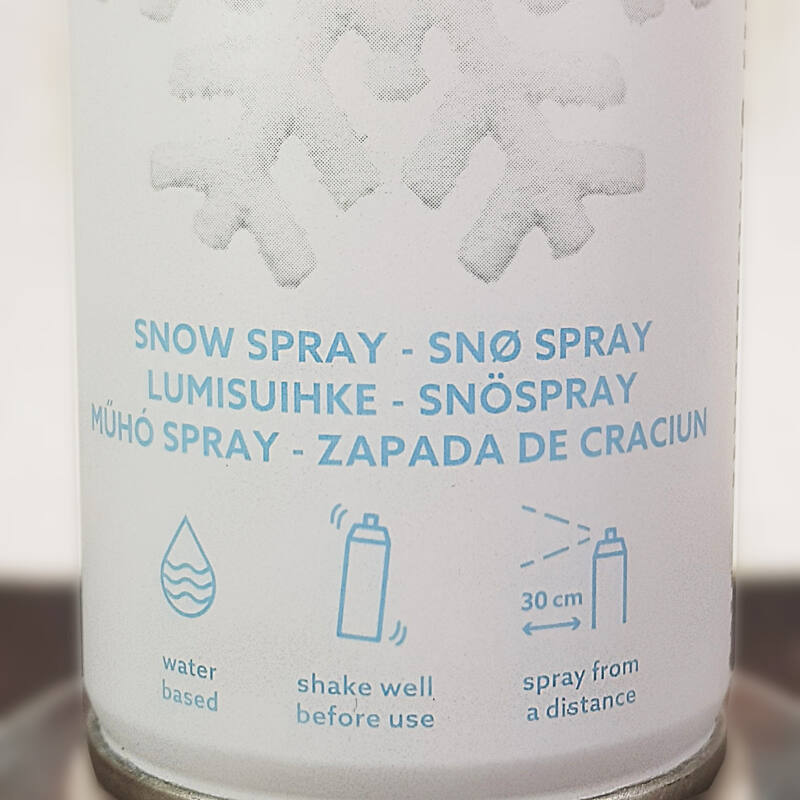 SNOW SPRAY - SNØ SPRAY
LUMISUIHKE - SNÖSPRAY
MŰHÓ SPRAY - ZAPADA DE CRACIUN
30 cm
water
based
shake well
before use
spray from
a distance